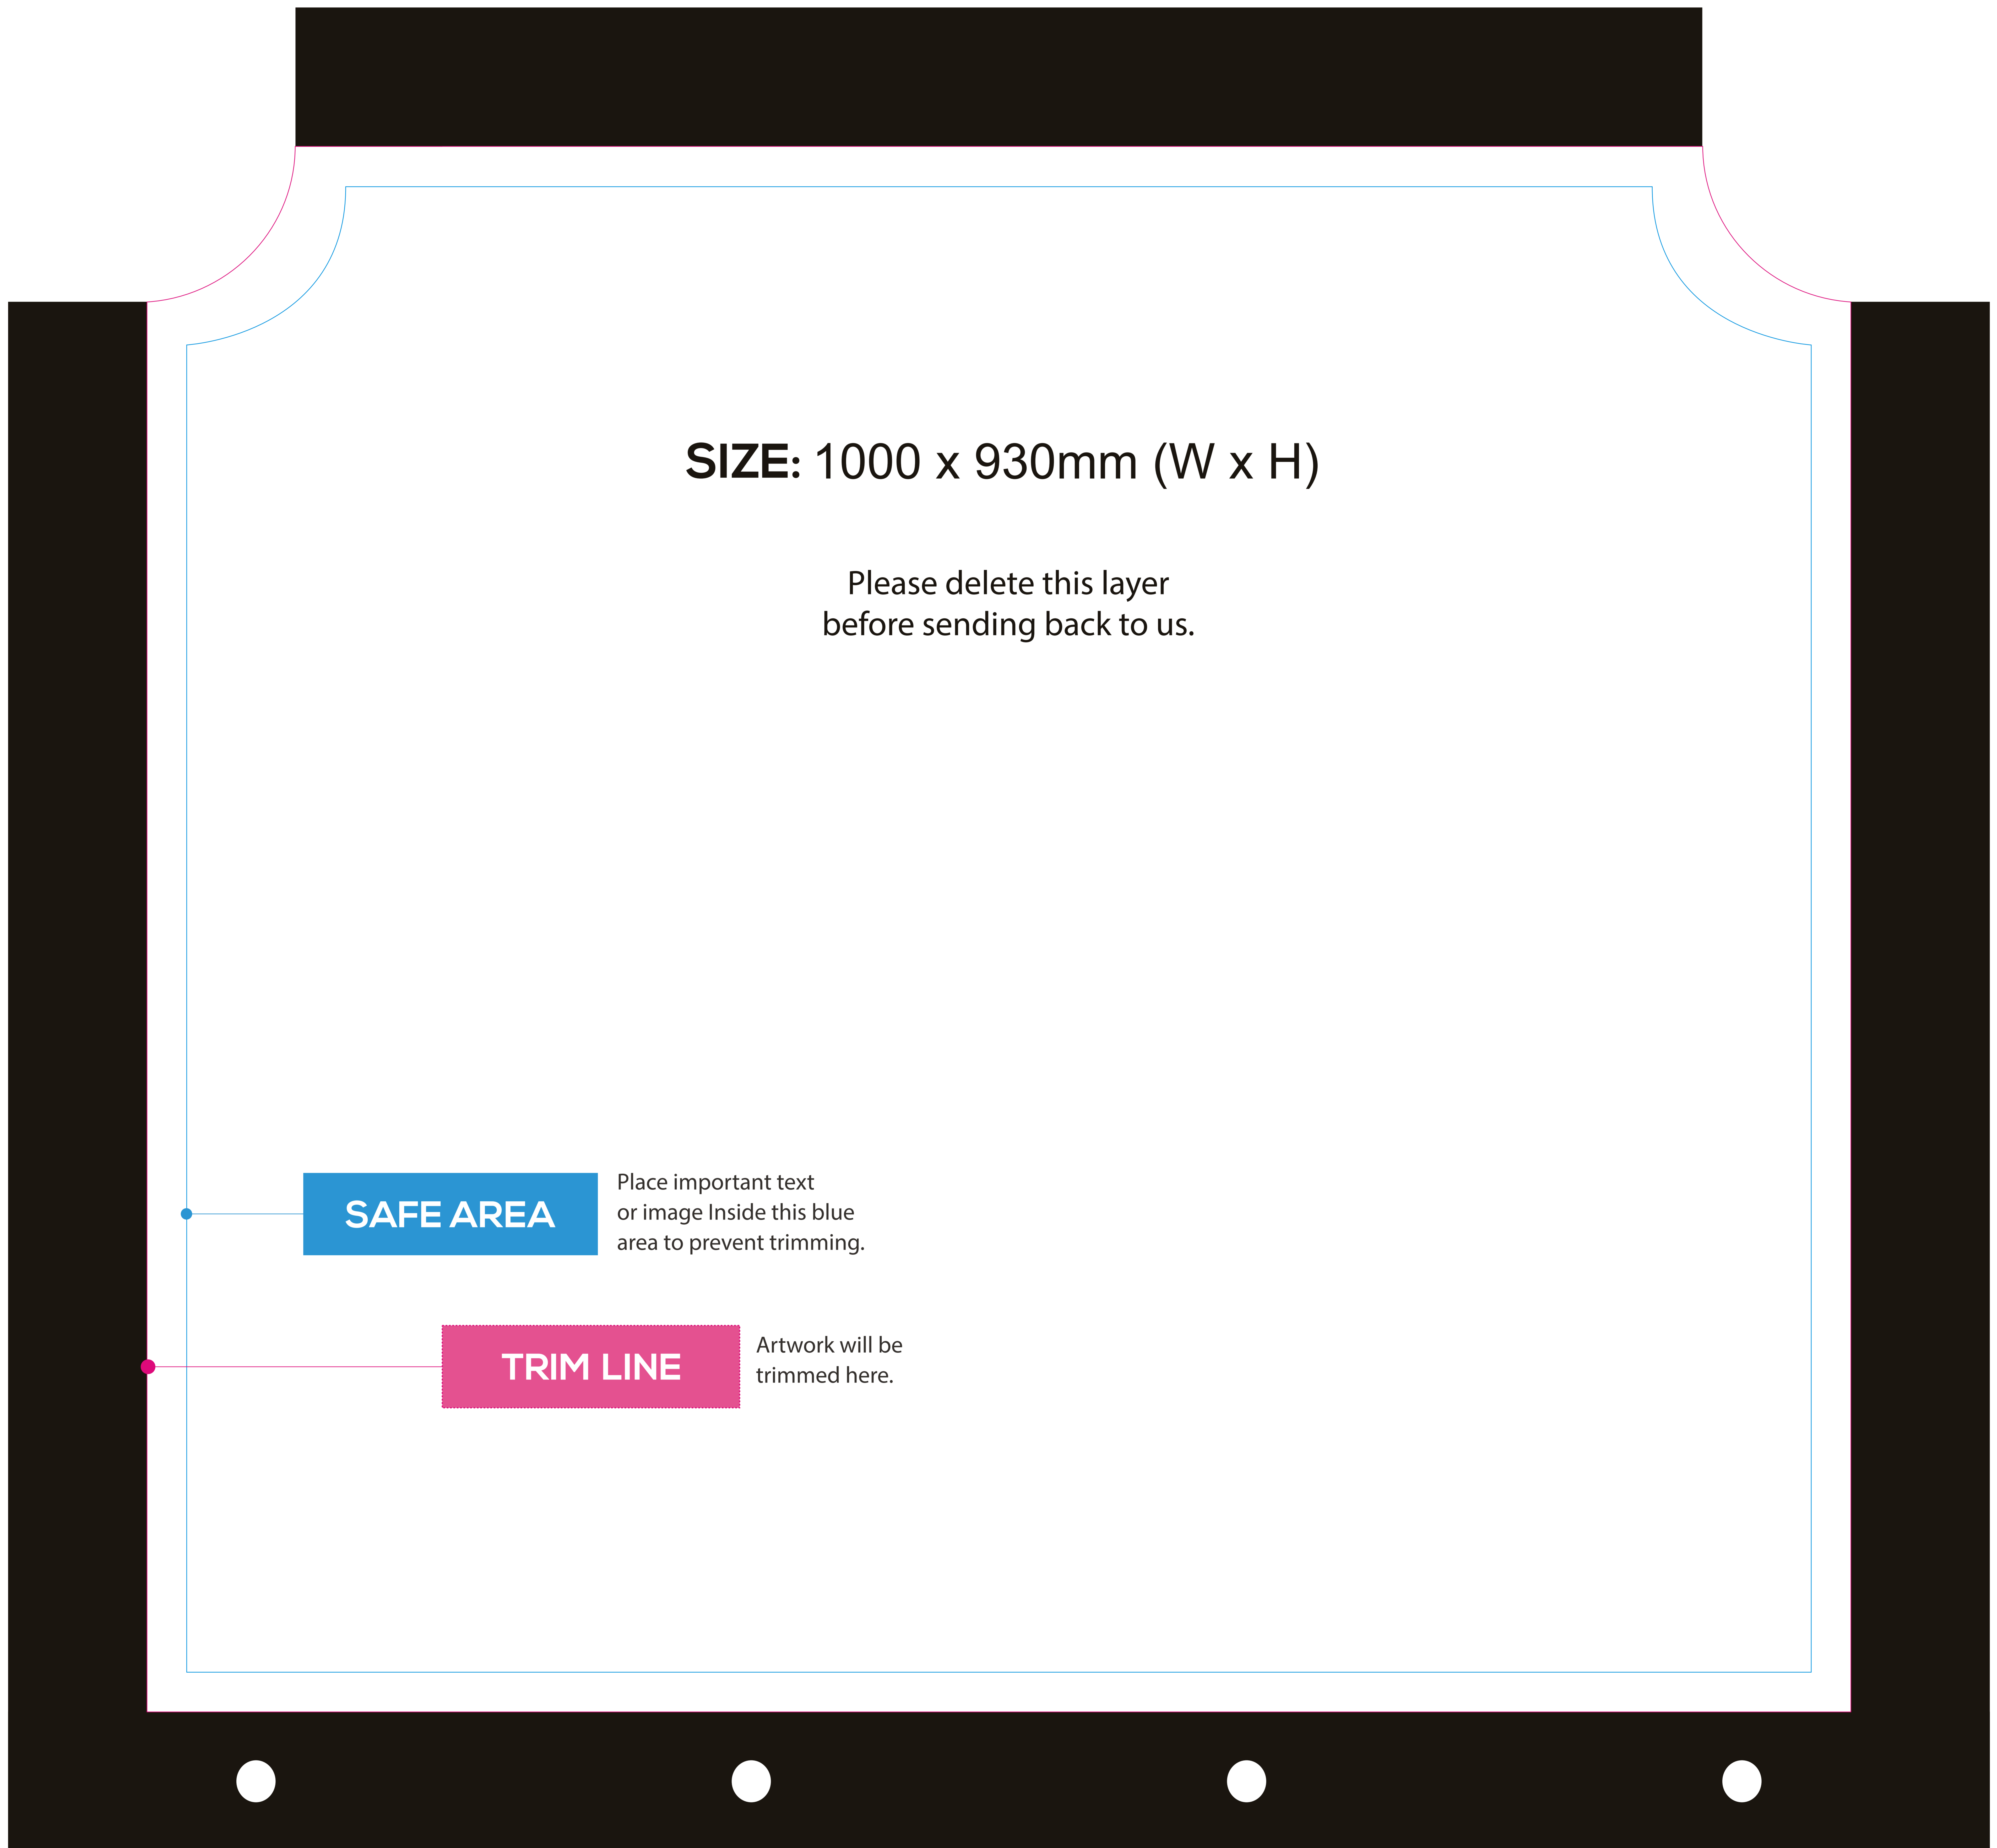 SIZE: 1000 x 930mm (W x H)
Please delete this layer
before sending back to us.
SAFE AREA
Place important text
or image Inside this blue
area to prevent trimming.
TRIM LINE
Artwork will be
trimmed here.